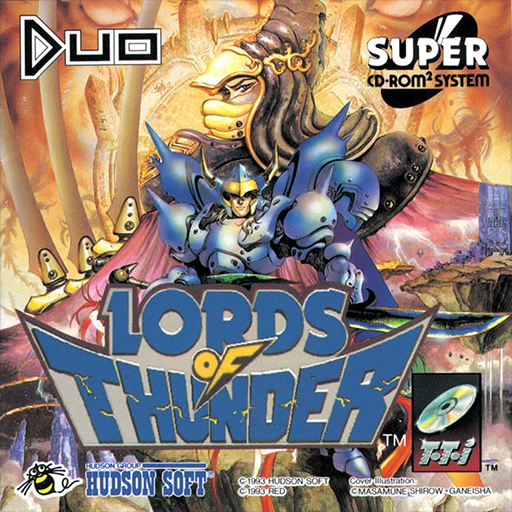 DUO
SUPER
CD-ROM² SYSTEM
LORDS
OF
THUNDER
TM
T•T•i
TM
HUDSON GROUP
HUDSON SOFT®
© 1993 HUDSON SOFT
© 1993 RED
Cover Illustration:
© MASAMUNE SHIROW • GANEISHA